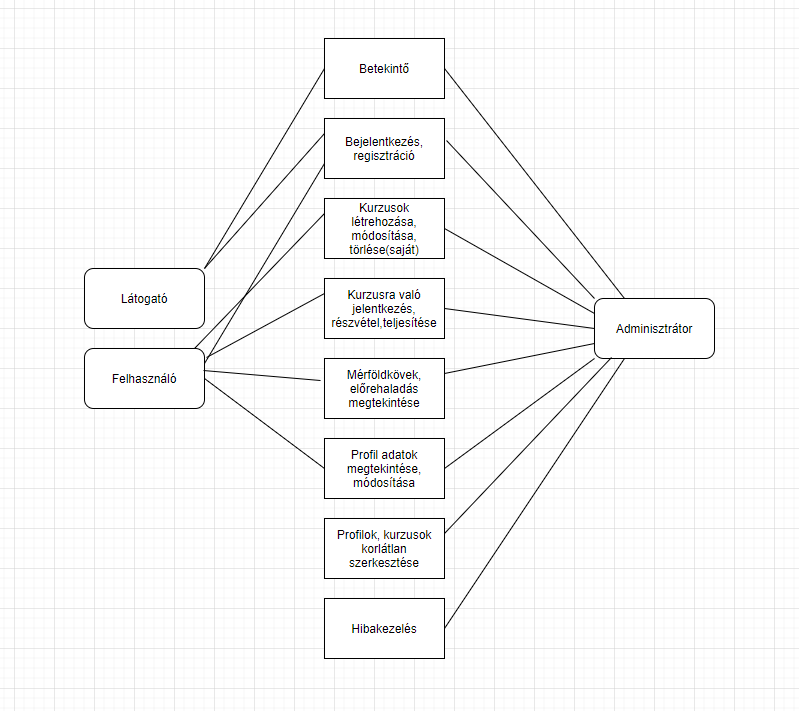 Betekintő
Bejelentkezés,
regisztráció
Kurzusok
létrehozása,
módosítása,
törlése(saját)
Látogató
Kurzusra való
jelentkezés,
részvétel,teljesítése
Adminisztrátor
Felhasználó
Mérföldkövek,
előrehaladás
megtekintése
Profil adatok
megtekintése,
módosítása
Profilok, kurzusok
korlátlan
szerkesztése
Hibakezelés